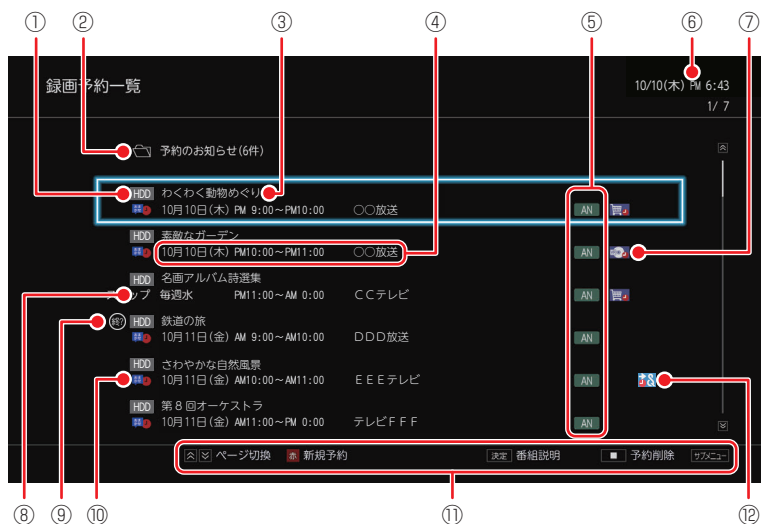 ① ② ③ ④ ⑤ ⑥ ⑦
録画予約一覧
10/10(木) PM 6:43
1/ 7
予約のお知らせ(6件)
HDD わくわく動物めぐり
10月10日(木) PM 9:00~PM10:00 ○○放送 AN
HDD 素敵なガーデン
10月10日(木) PM10:00~PM11:00 ○○放送 AN
HDD 名画アルバム詩選集
ップ 毎週水 PM11:00~AM 0:00 CCテレビ AN
終? HDD 鉄道の旅
10月11日(金) AM 9:00~AM10:00 DDD放送 AN
HDD さわやかな自然風景
10月11日(金) AM10:00~AM11:00 EEEテレビ AN
HDD 第8回オーケストラ
10月11日(金) AM11:00~PM 0:00 テレビFFF AN
ページ切換 赤 新規予約 決定 番組説明 ■ 予約削除 サブメニュー
⑧ ⑨ ⑩ ⑪ ⑫